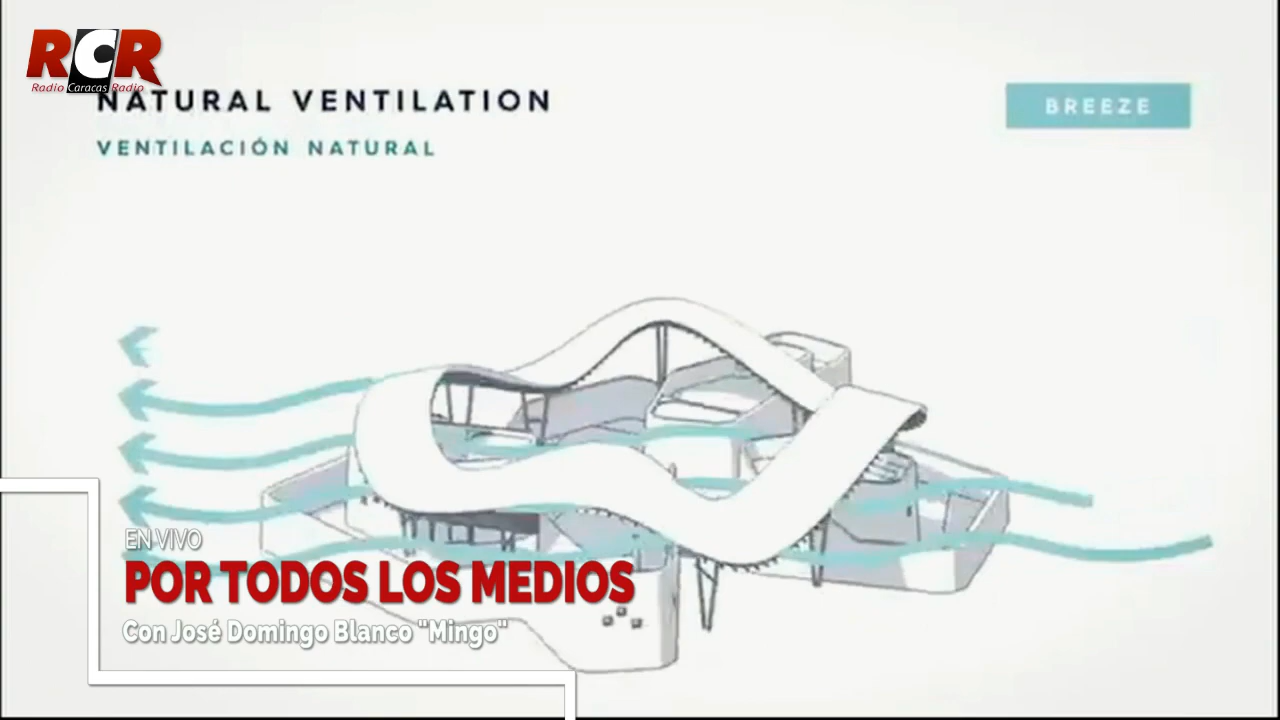 RCR
Radio Caracas Radio
NATURAL VENTILATION
VENTILACIÓN NATURAL
BREEZE
EN VIVO
POR TODOS LOS MEDIOS
Con José Domingo Blanco "Mingo"